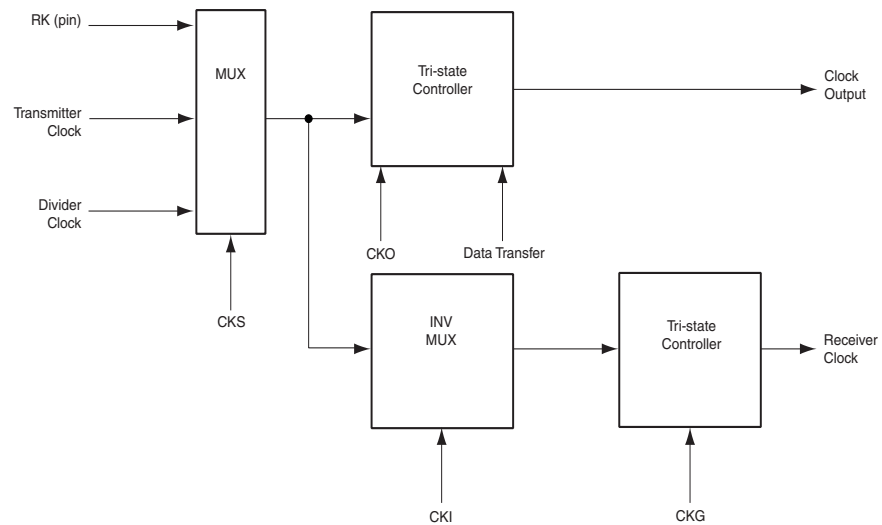 RK (pin)
MUX
Tri-state
Controller
Clock
Output
Transmitter
Clock
Divider
Clock
CKO
Data Transfer
CKS
INV
MUX
Tri-state
Controller
Receiver
Clock
CKI
CKG